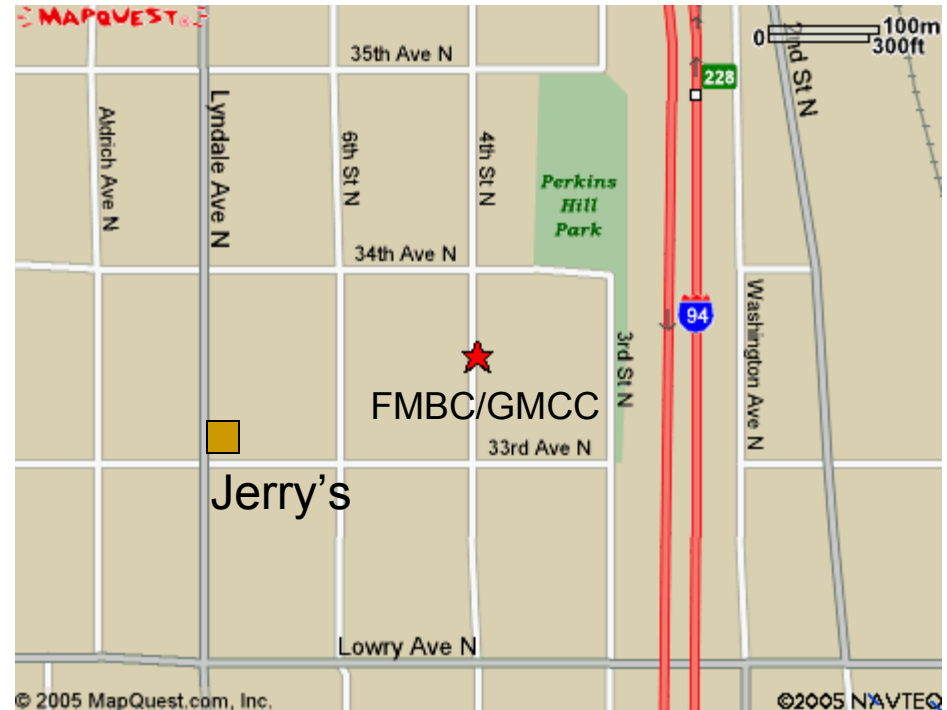 MAPQUEST®
35th Ave N
0 100m
300ft
228
2nd St N
Aldrich Ave N
Lyndale Ave N
6th St N
4th St N
Perkins
Hill
Park
34th Ave N
94
Washington Ave N
3rd St N
FMBC/GMCC
33rd Ave N
Jerry’s
Lowry Ave N
© 2005 MapQuest.com, Inc.
©2005 NAVTEQ